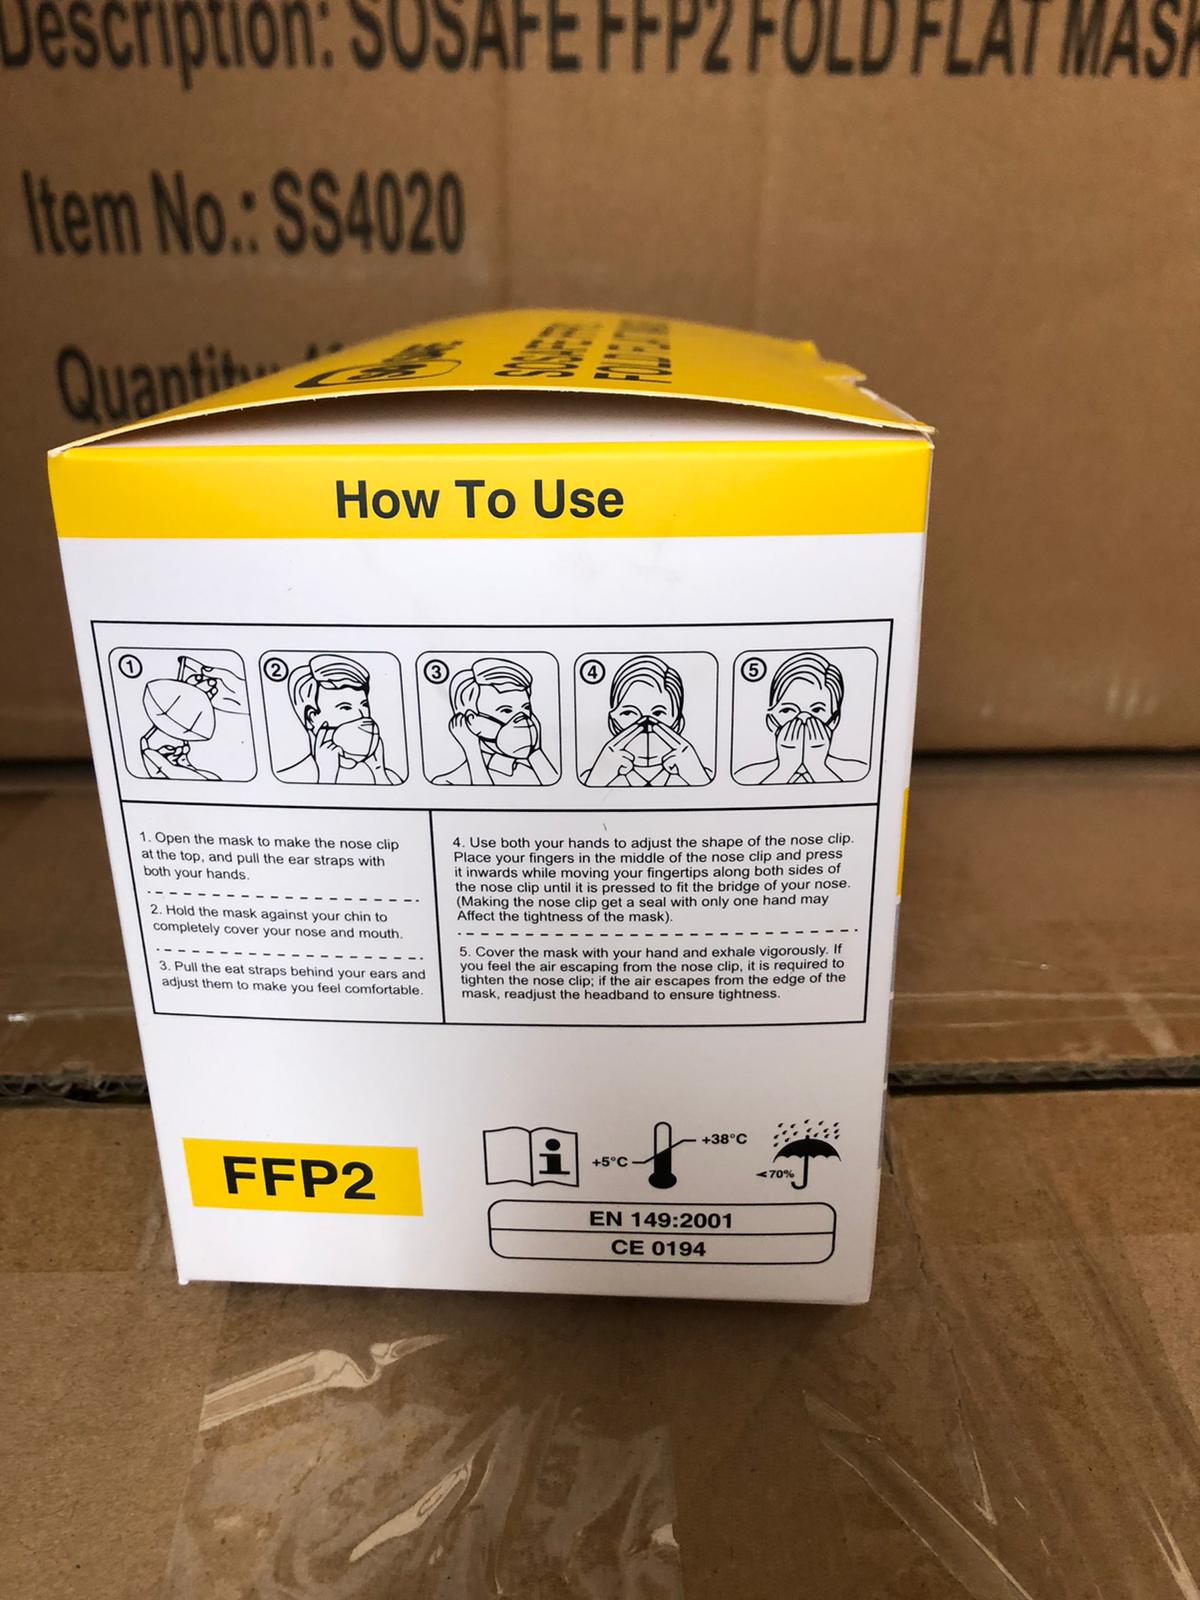 Description: SOSAFE FFP2 FOLD FLAT MASK
Item No.: SS4020
Quantity:
SOSAFE FFP2
FOLD FLAT
How To Use
1 2 3 4 5
1. Open the mask to make the nose clip
at the top, and pull the ear straps with
both your hands.
2. Hold the mask against your chin to
completely cover your nose and mouth.
3. Pull the eat straps behind your ears and
adjust them to make you feel comfortable.
4. Use both your hands to adjust the shape of the nose clip.
Place your fingers in the middle of the nose clip and press
it inwards while moving your fingertips along both sides of
the nose clip until it is pressed to fit the bridge of your nose.
(Making the nose clip get a seal with only one hand may
Affect the tightness of the mask).
5. Cover the mask with your hand and exhale vigorously. If
you feel the air escaping from the nose clip, it is required to
tighten the nose clip; if the air escapes from the edge of the
mask, readjust the headband to ensure tightness.
FFP2
i
+5°C
+38°C
<70%
EN 149:2001
CE 0194